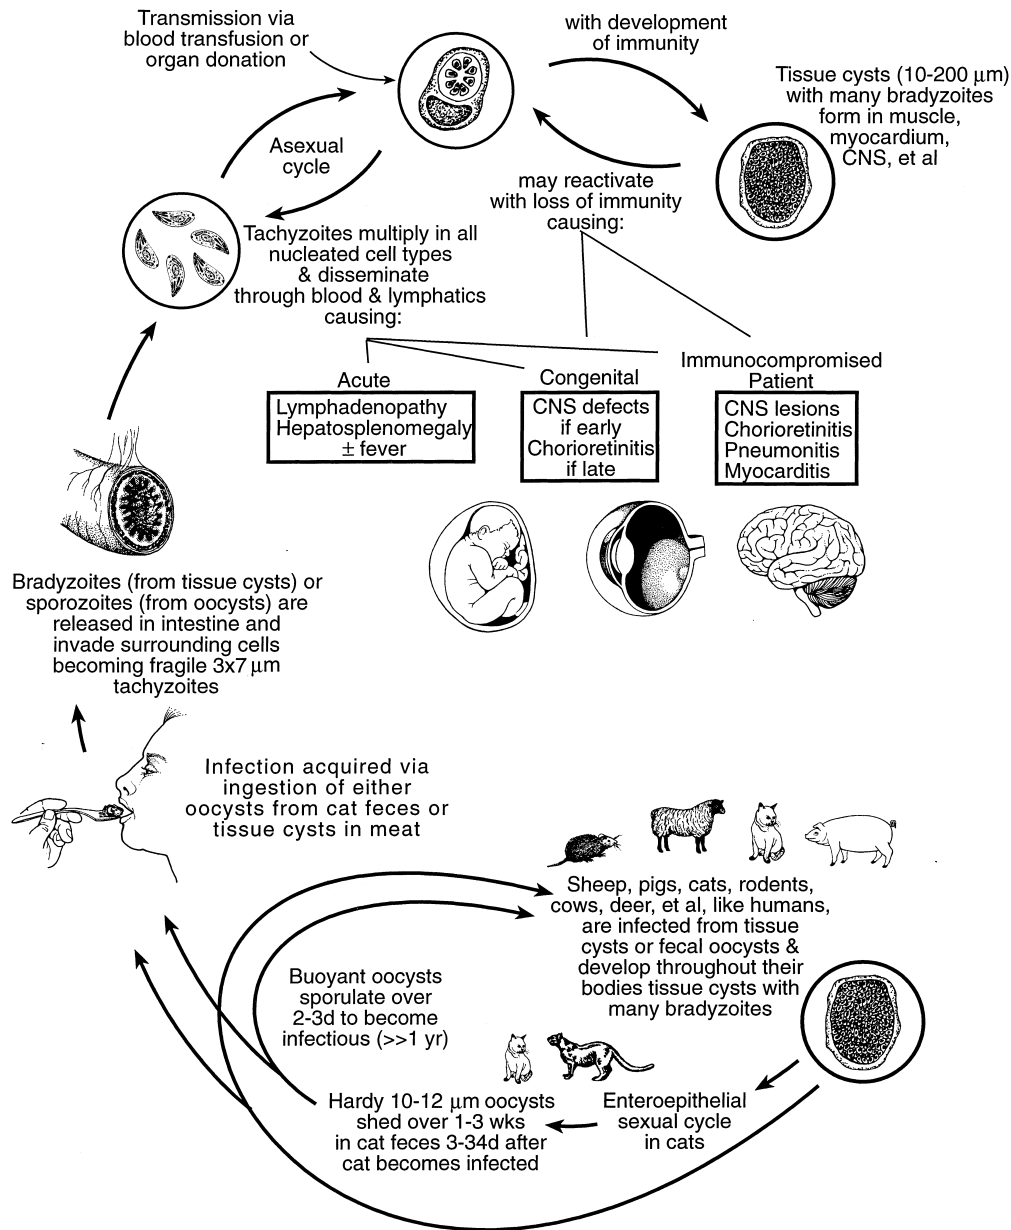 Transmission via
blood transfusion or
organ donation
with development
of immunity
Tissue cysts (10-200 μm)
with many bradyzoites
form in muscle,
myocardium,
CNS, et al
Asexual
cycle
may reactivate
with loss of immunity
causing:
Tachyzoites multiply in all
nucleated cell types
& disseminate
through blood & lymphatics
causing:
Acute
Lymphadenopathy
Hepatosplenomegaly
± fever
Congenital
CNS defects
if early
Chorioretinitis
if late
Immunocompromised
Patient
CNS lesions
Chorioretinitis
Pneumonitis
Myocarditis
Bradyzoites (from tissue cysts) or
sporozoites (from oocysts) are
released in intestine and
invade surrounding cells
becoming fragile 3x7 μm
tachyzoites
Infection acquired via
ingestion of either
oocysts from cat feces or
tissue cysts in meat
Sheep, pigs, cats, rodents,
cows, deer, et al, like humans,
are infected from tissue
cysts or fecal oocysts &
develop throughout their
bodies tissue cysts with
many bradyzoites
Buoyant oocysts
sporulate over
2-3d to become
infectious (>>1 yr)
Hardy 10-12 μm oocysts
shed over 1-3 wks
in cat feces 3-34d after
cat becomes infected
Enteroepithelial
sexual cycle
in cats